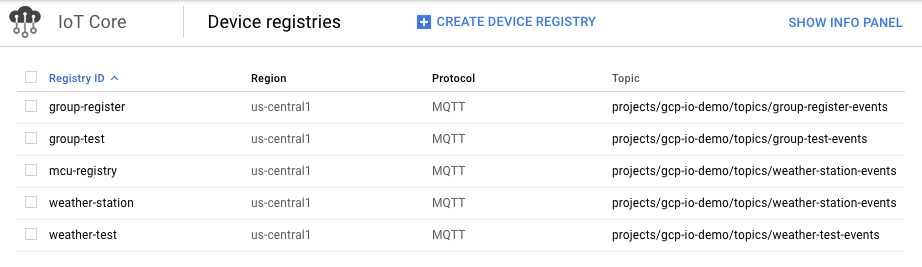 IoT Core Device registries CREATE DEVICE REGISTRY SHOW INFO PANEL
Registry ID Region Protocol Topic
group-register us-central1 MQTT projects/gcp-io-demo/topics/group-register-events
group-test us-central1 MQTT projects/gcp-io-demo/topics/group-test-events
mcu-registry us-central1 MQTT projects/gcp-io-demo/topics/weather-station-events
weather-station us-central1 MQTT projects/gcp-io-demo/topics/weather-station-events
weather-test us-central1 MQTT projects/gcp-io-demo/topics/weather-test-events